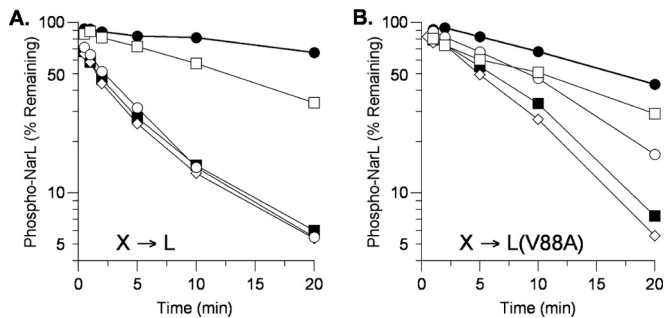 A.
Phospho-NarL (% Remaining)
100
50
10
5
X → L
0 5 10 15 20
Time (min)
B.
Phospho-NarL (% Remaining)
100
50
10
5
X → L(V88A)
0 5 10 15 20
Time (min)